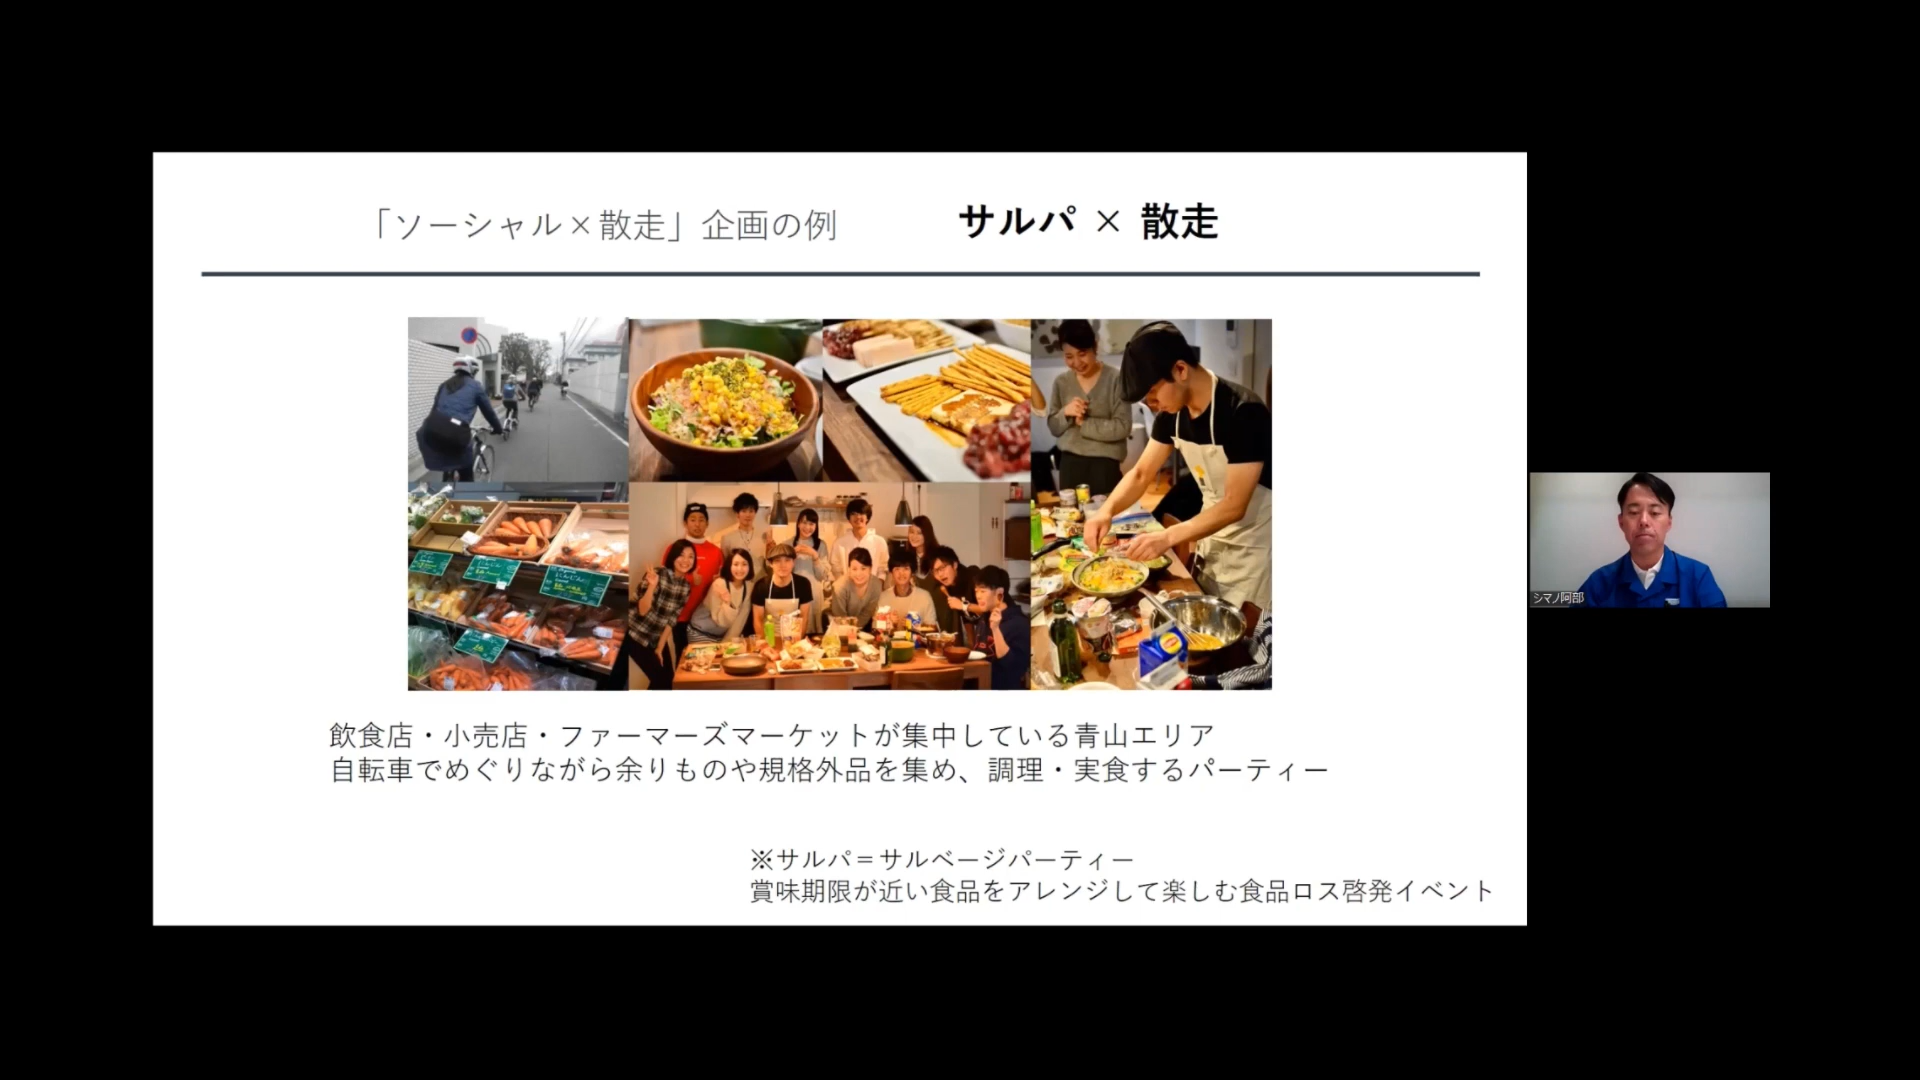 「ソーシャル×散走」企画の例
サルパ × 散走
飲食店・小売店・ファーマーズマーケットが集中している青山エリア
自転車でめぐりながら余りものや規格外品を集め、調理・実食するパーティー
※サルパ＝サルベージパーティー
賞味期限が近い食品をアレンジして楽しむ食品ロス啓発イベント
シマノ阿部